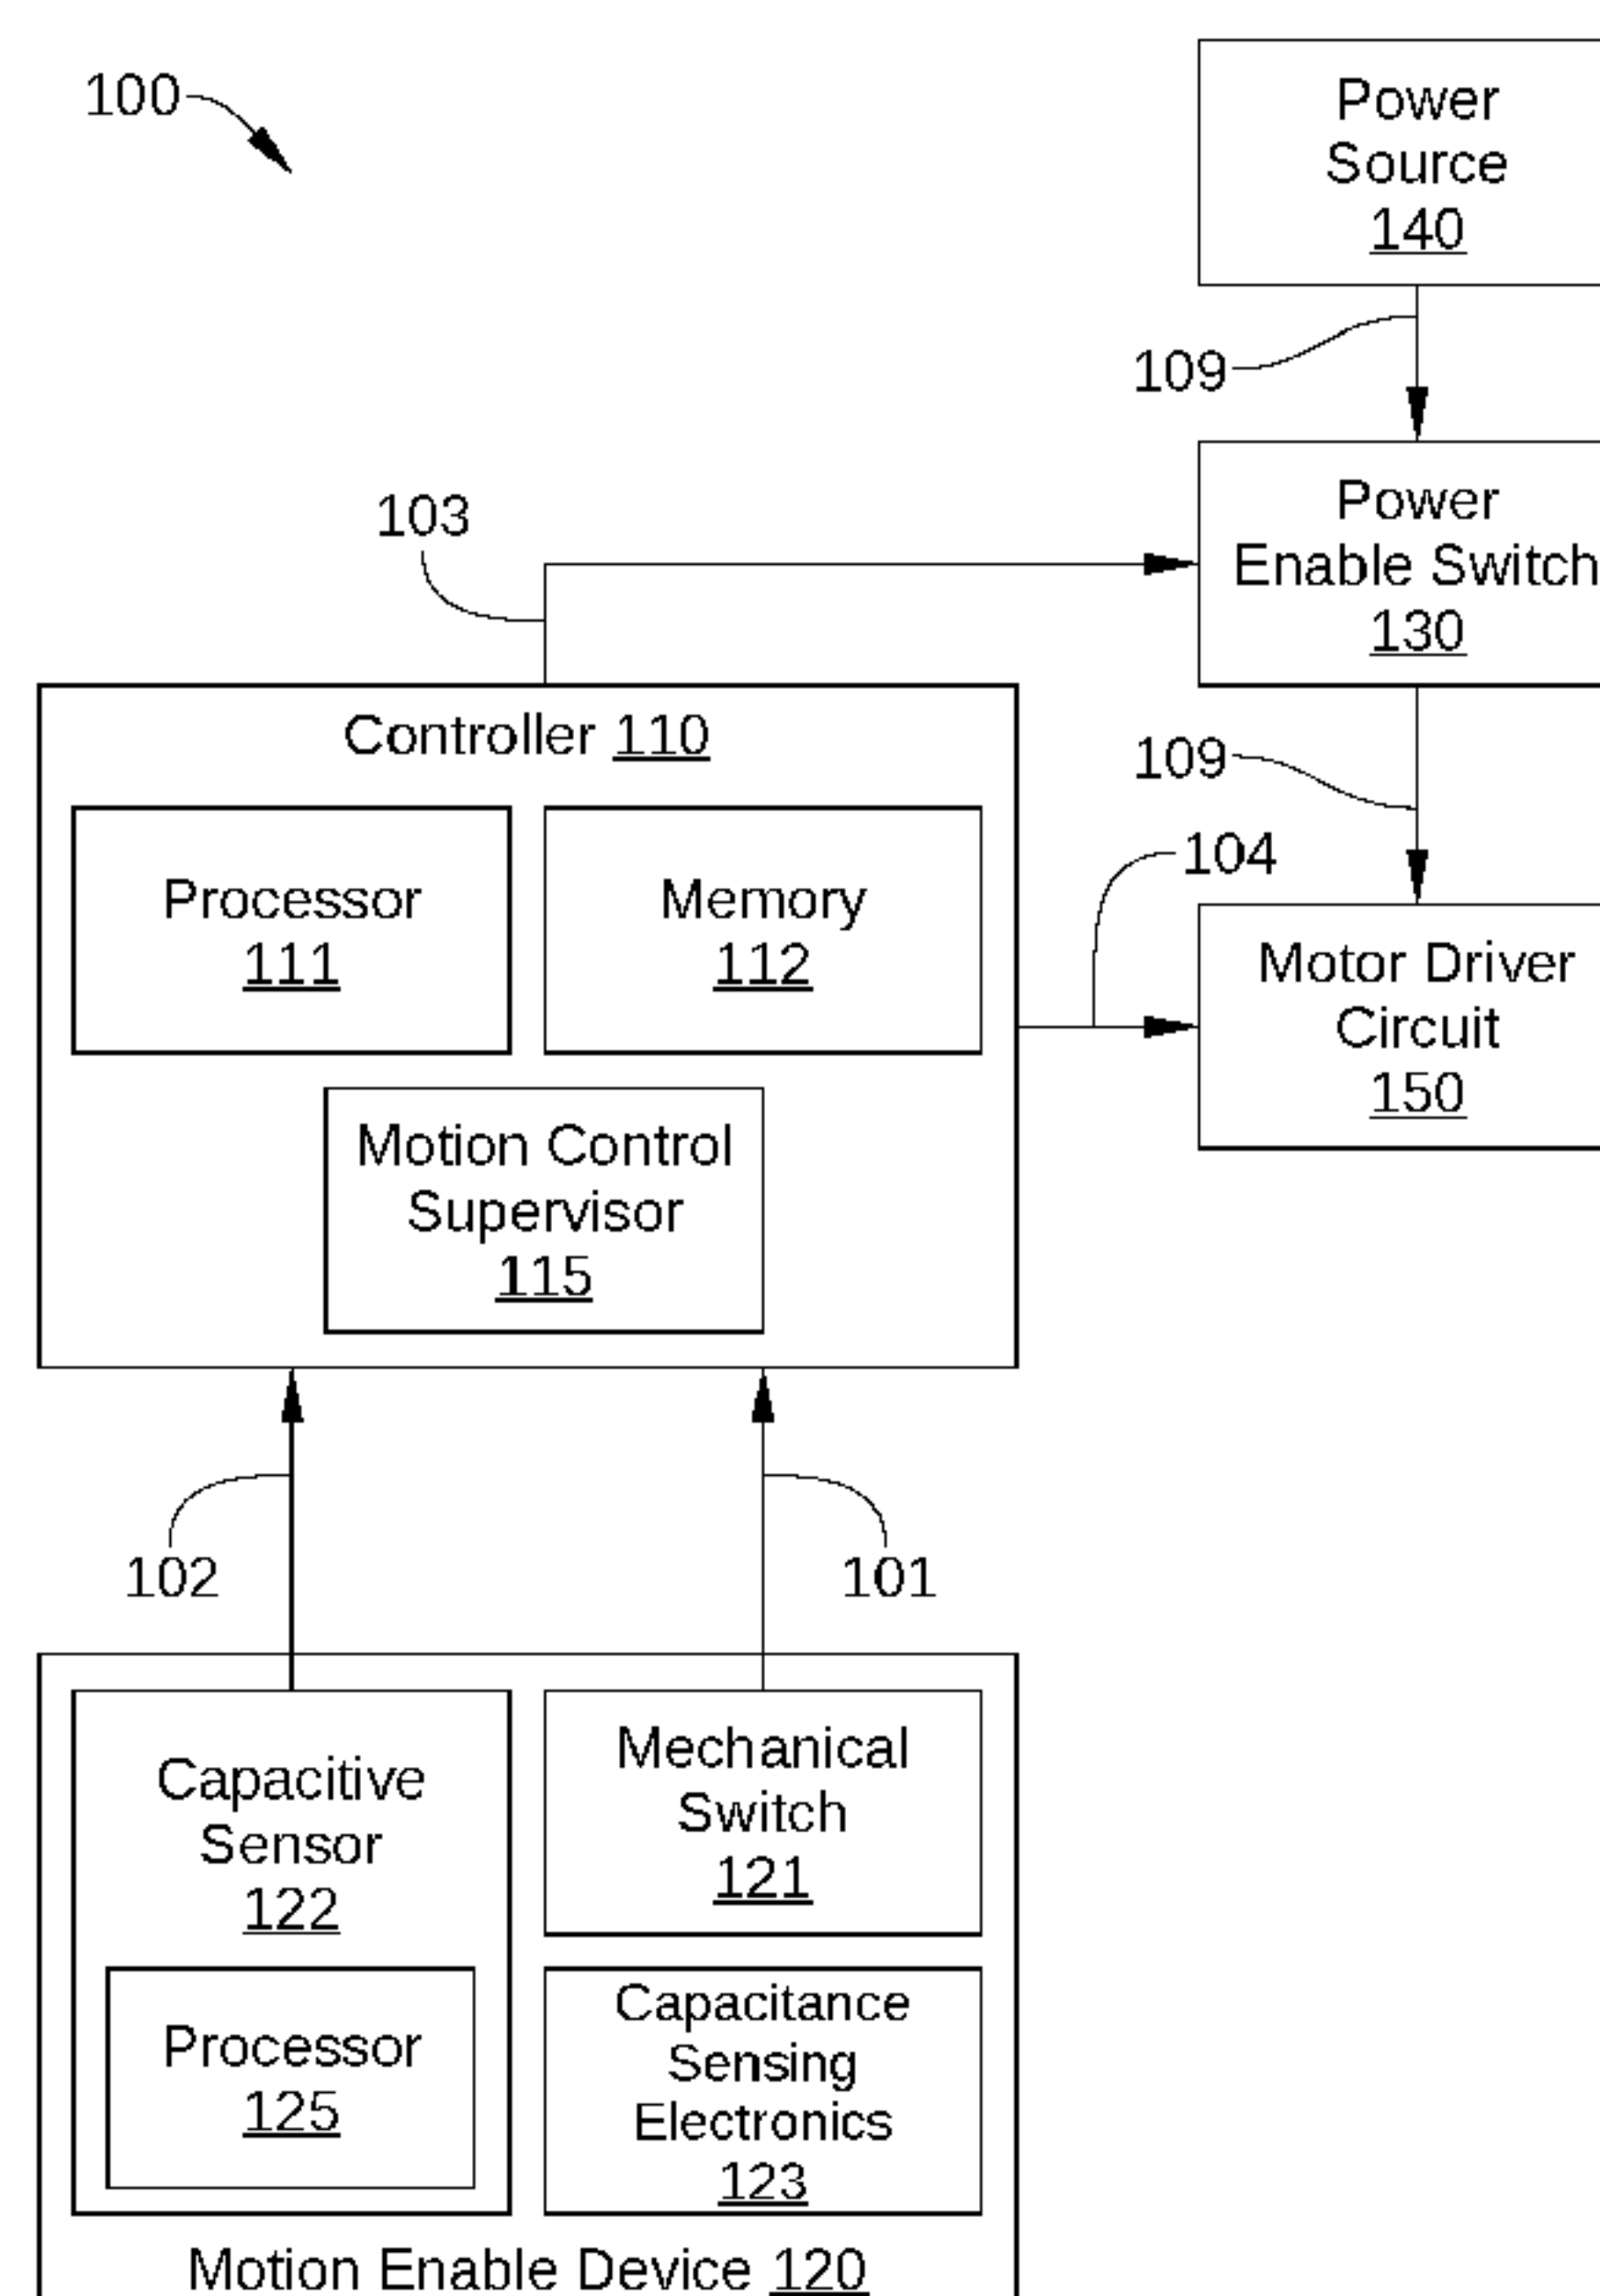 100
Power
Source
140
109
Power
Enable Switch
130
103
Controller 110
109
104
Processor
111
Memory
112
Motor Driver
Circuit
150
Motion Control
Supervisor
115
102
101
Capacitive
Sensor
122
Mechanical
Switch
121
Processor
125
Capacitance
Sensing
Electronics
123
Motion Enable Device 120